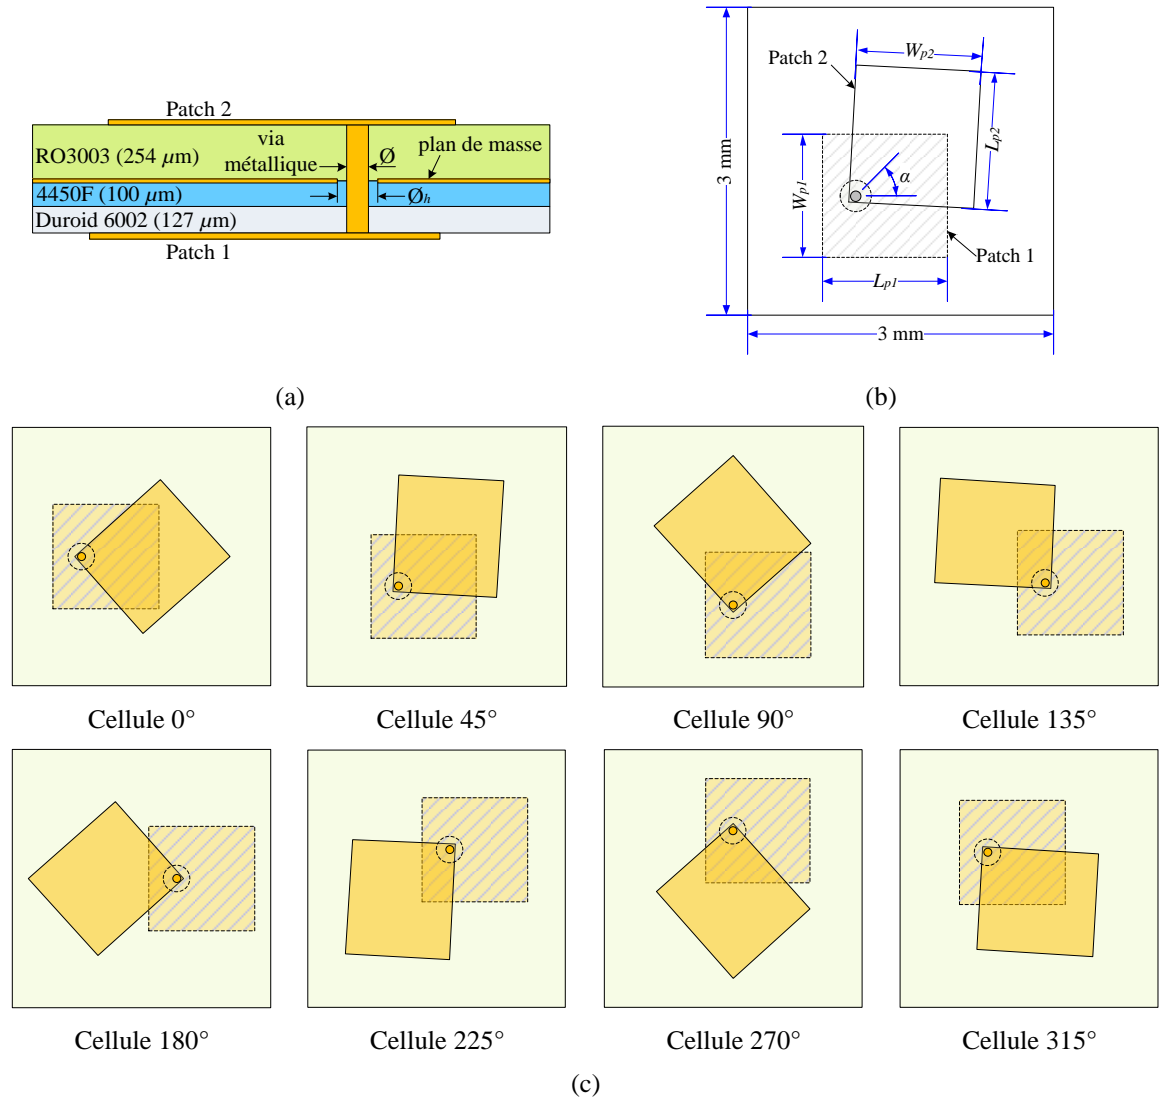 Patch 2
via
métallique
Ø
plan de masse
RO3003 (254 µm)
4450F (100 µm)
Øh
Duroid 6002 (127 µm)
Patch 1
(a)
Wp2
Patch 2
Lp2
3 mm
Wp1
α
Patch 1
Lp1
3 mm
(b)
Cellule 0°
Cellule 45°
Cellule 90°
Cellule 135°
Cellule 180°
Cellule 225°
Cellule 270°
Cellule 315°
(c)